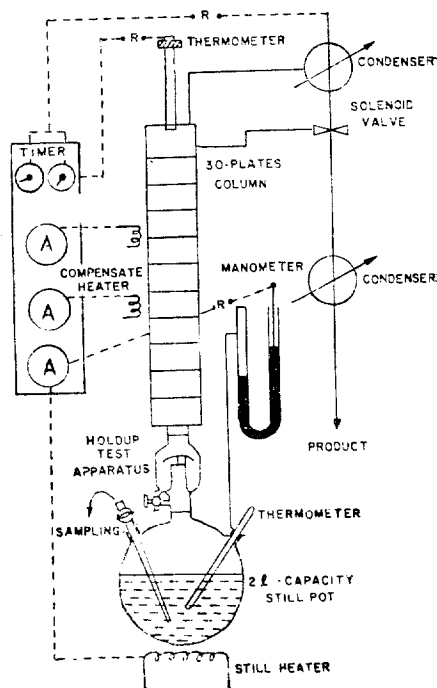 R
R
THERMOMETER
CONDENSER
SOLENOID
VALVE
TIMER
30-PLATES
COLUMN
A
COMPENSATE
HEATER
A
A
MANOMETER
R
CONDENSER
HOLDUP
TEST
APPARATUS
PRODUCT
SAMPLING
THERMOMETER
2ℓ-CAPACITY
STILL POT
STILL HEATER